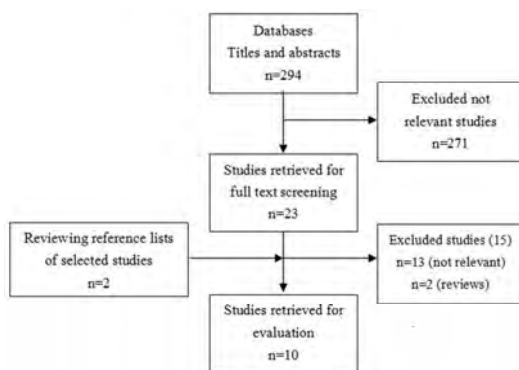 Databases
Titles and abstracts
n=294
Excluded not
relevant studies
n=271
Studies retrieved for
full text screening
n=23
Reviewing reference lists
of selected studies
n=2
Excluded studies (15)
n=13 (not relevant)
n=2 (reviews)
Studies retrieved for
evaluation
n=10